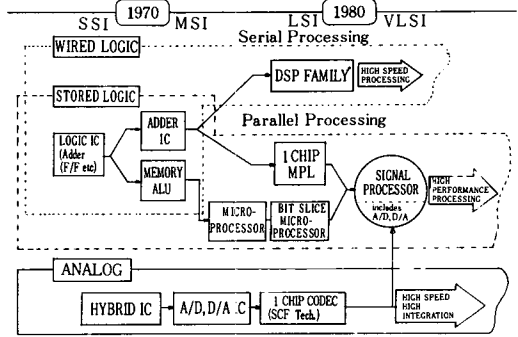 1970
1980
SSI
MSI
LSI
VLSI
WIRED LOGIC
Serial Processing
DSP FAMILY
HIGH SPEED
PROCESSING
STORED LOGIC
Parallel Processing
LOGIC IC
(Adder
(F/F etc)
ADDER
IC
MEMORY
ALU
1 CHIP
MPL
SIGNAL
PROCESSOR
includes
A/D,D/A
HIGH
PERFORMANCE
PROCESSING
MICRO-
PROCESSOR
BIT SLICE
MICRO-
PROCESSOR
ANALOG
HYBRID IC
A/D,D/A IC
1 CHIP CODEC
(SCF Tech.)
HIGH SPEED
HIGH
INTEGRATION